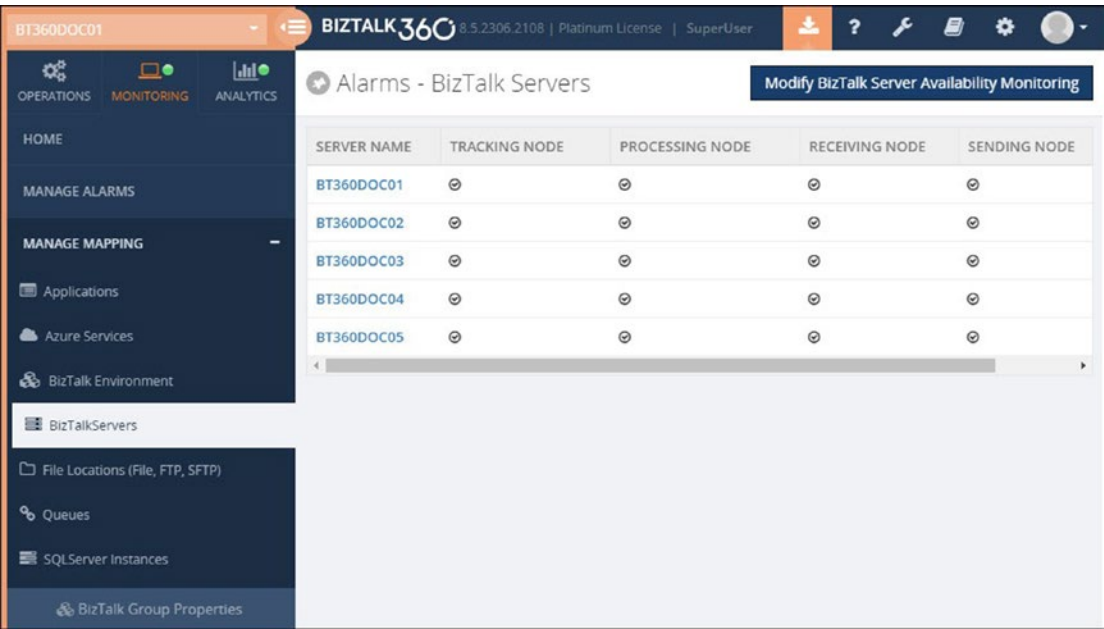 BT360DOC01
BIZTALK360 8.5.2306.2108 | Platinum License | SuperUser
?
OPERATIONS MONITORING ANALYTICS
Alarms - BizTalk Servers
Modify BizTalk Server Availability Monitoring
HOME
MANAGE ALARMS
MANAGE MAPPING
Applications
Azure Services
BizTalk Environment
BizTalkServers
File Locations (File, FTP, SFTP)
Queues
SQLServer Instances
BizTalk Group Properties
SERVER NAME TRACKING NODE PROCESSING NODE RECEIVING NODE SENDING NODE
BT360DOC01
BT360DOC02
BT360DOC03
BT360DOC04
BT360DOC05